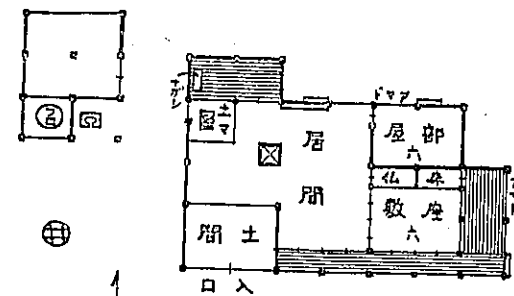 ナガシ
土マ
居間
部屋
六
仏
床
座敷
六
土間
入口